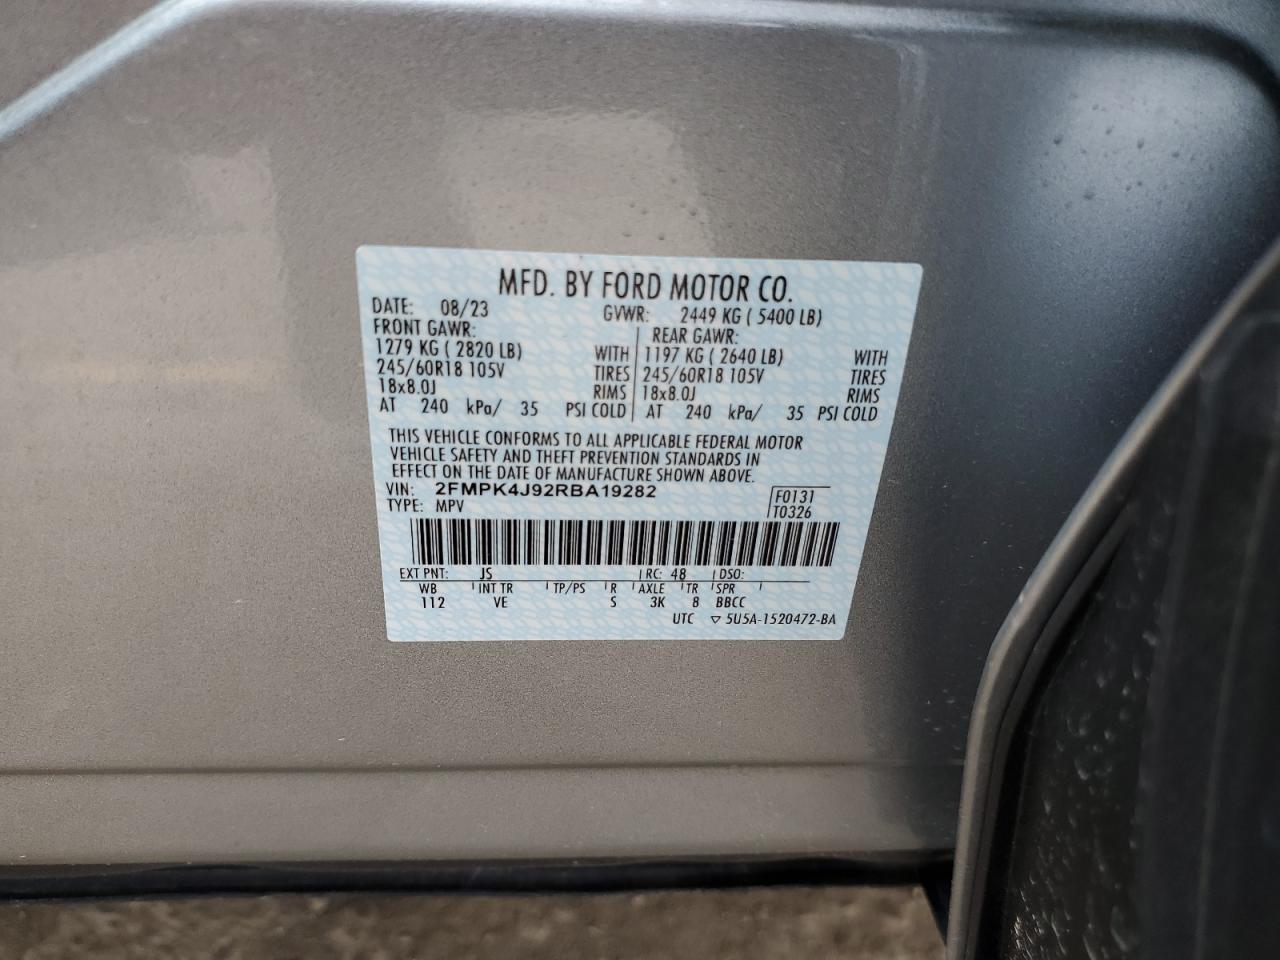 MFD. BY FORD MOTOR CO.
DATE: 08/23 GVWR: 2449 KG ( 5400 LB)
FRONT GAWR: REAR GAWR:
1279 KG ( 2820 LB) WITH 1197 KG ( 2640 LB) WITH
245/60R18 105V TIRES 245/60R18 105V TIRES
18x8.0J RIMS 18x8.0J RIMS
AT 240 kPa/ 35 PSI COLD AT 240 kPa/ 35 PSI COLD
THIS VEHICLE CONFORMS TO ALL APPLICABLE FEDERAL MOTOR
VEHICLE SAFETY AND THEFT PREVENTION STANDARDS IN
EFFECT ON THE DATE OF MANUFACTURE SHOWN ABOVE.
VIN: 2FMPK4J92RBA19282 F0131
TYPE: MPV T0326
EXT PNT: JS RC: 48 DSO:
WB INT TR TP/PS R AXLE TR SPR
112 VE S 3K 8 BBCC
UTC ▽ 5U5A-1520472-BA